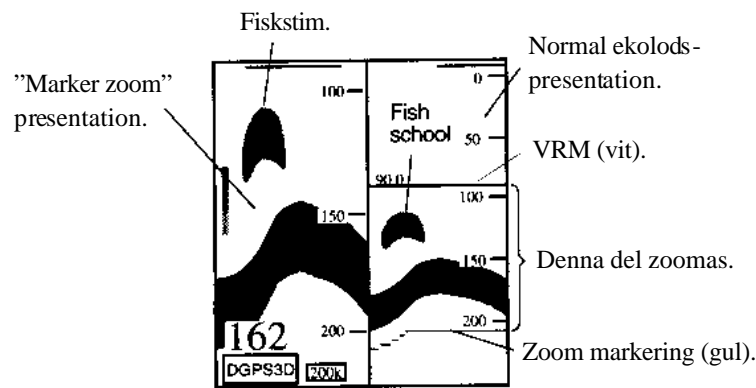 Fiskstim.
”Marker zoom”
presentation.
Normal ekolods-
presentation.
VRM (vit).
Denna del zoomas.
Zoom markering (gul).
100
150
200
162
DGPS3D
200k
0
Fish
school
50
90.0
100
150
200